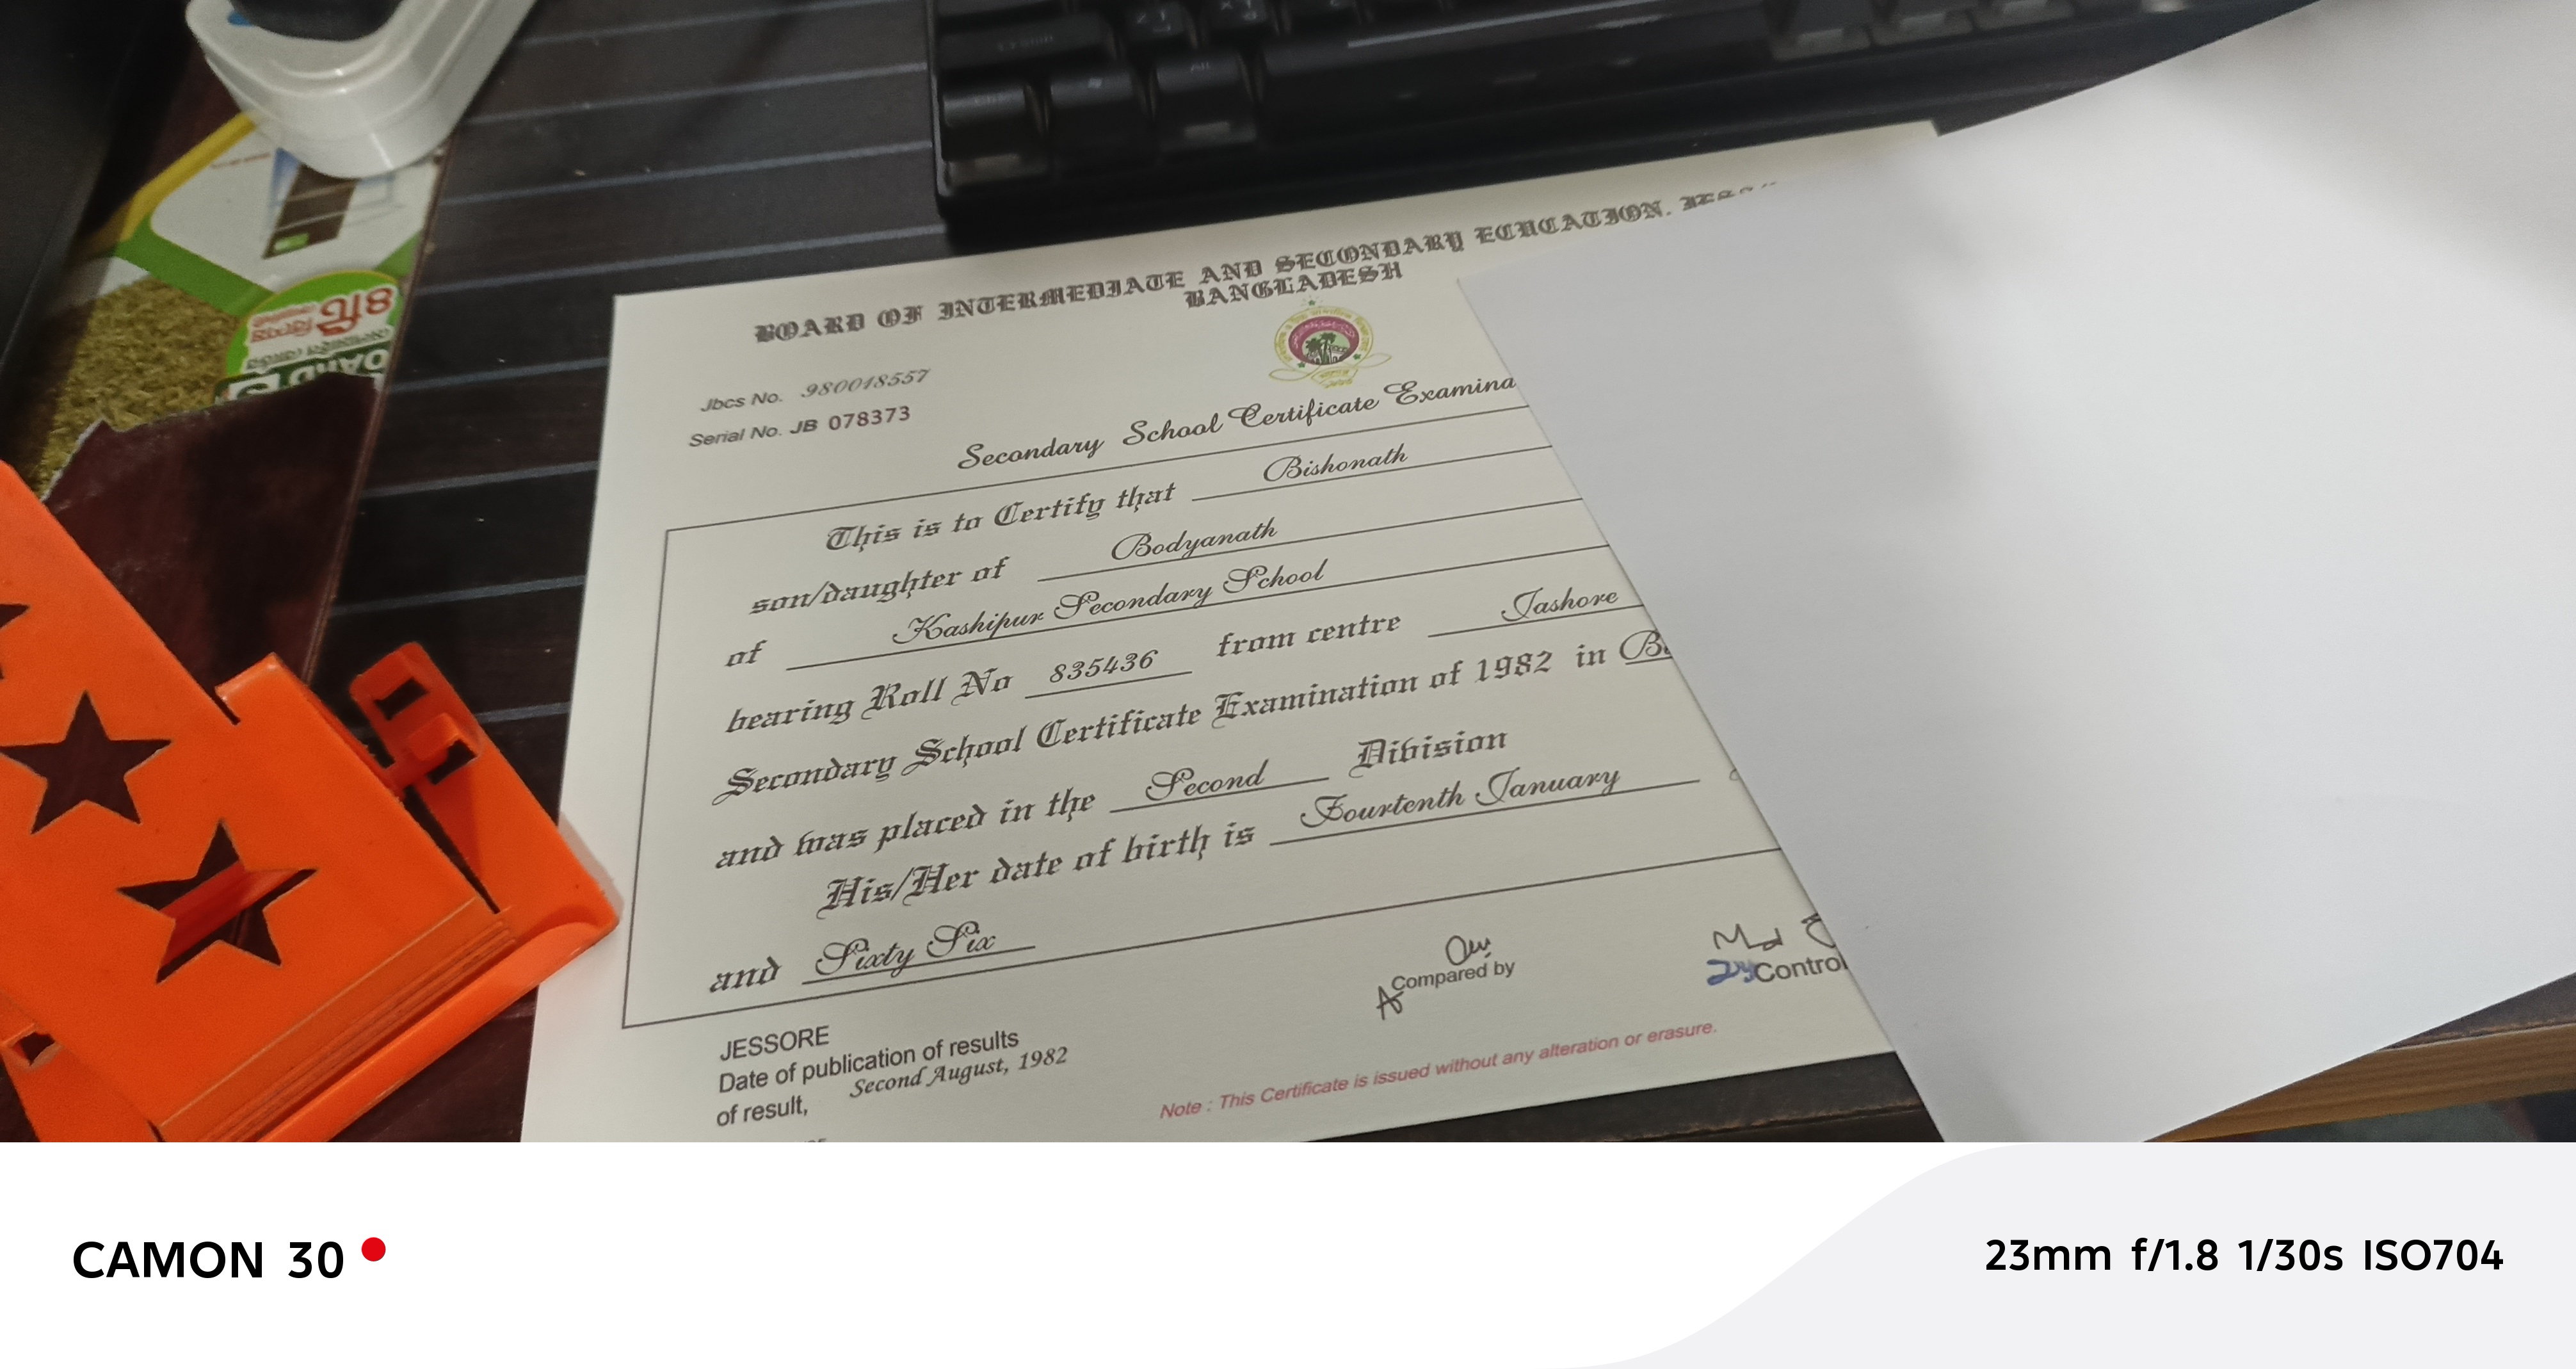 BOARD OF INTERMEDIATE AND SECONDARY ECUCATION,
BANGLADESH
Jbcs No. 980018557
Serial No. JB 078373
Secondary School Certificate Examina
This is to Certify that Bishonath
son/daughter of Bodyanath
of Kashipur Secondary School
bearing Roll No 835436 from centre Jashore
Secondary School Certificate Examination of 1982 in
and was placed in the Second Division
His/Her date of birth is Fourtenth January
and Sixty Six
Compared by
Control
JESSORE
Date of publication of results
Second August, 1982
of result,
Note : This Certificate is issued without any alteration or erasure.
CAMON 30
23mm f/1.8 1/30s ISO704